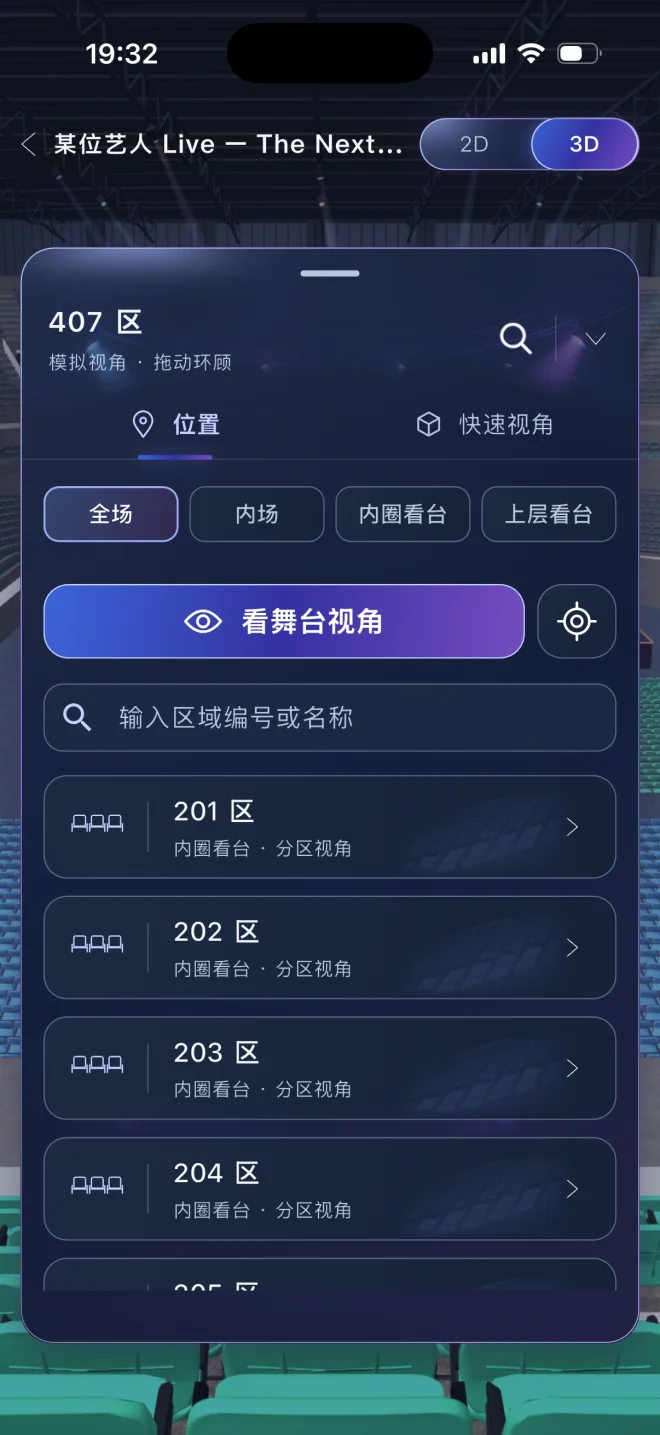 19:32
某位艺人 Live — The Next...
2D
3D
407 区
模拟视角 · 拖动环顾
位置
快速视角
全场
内场
内圈看台
上层看台
看舞台视角
输入区域编号或名称
201 区
内圈看台 · 分区视角
202 区
内圈看台 · 分区视角
203 区
内圈看台 · 分区视角
204 区
内圈看台 · 分区视角
205 区